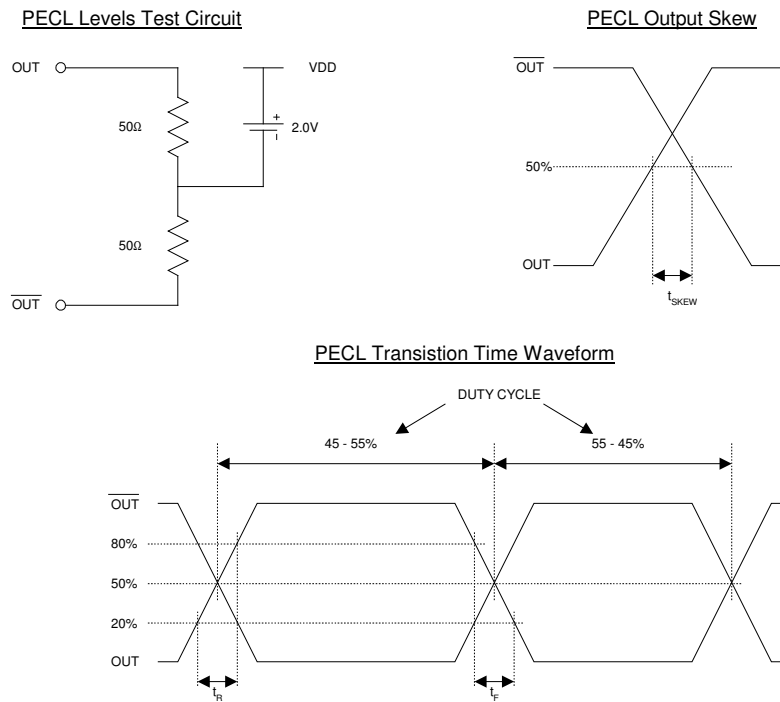 PECL Levels Test Circuit
OUT
VDD
50Ω
+
2.0V
-
50Ω
OUT
PECL Output Skew
OUT
50%
OUT
tSKEW
PECL Transistion Time Waveform
DUTY CYCLE
45 - 55%
55 - 45%
OUT
80%
50%
20%
OUT
tR
tF